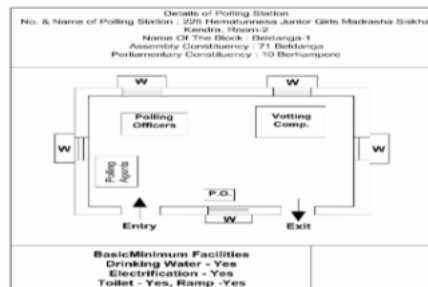 Details of Polling Station
No. & Name of Polling Station : 225 Hematunnesa Junior Girls Madrasha Siskha
Kendra, Room-2
Name Of The Block : Beldanga-1
Assembly Constituency : 71 Beldanga
Perliamentary Constituency : 10 Berhampore
W
W
Polling
Officers
Votting
Comp.
W
W
Polling
Agents
P.O.
W
Entry
Exit
BasicMinimum Facilities
Drinking Water - Yes
Electrification - Yes
Toilet - Yes, Ramp -Yes